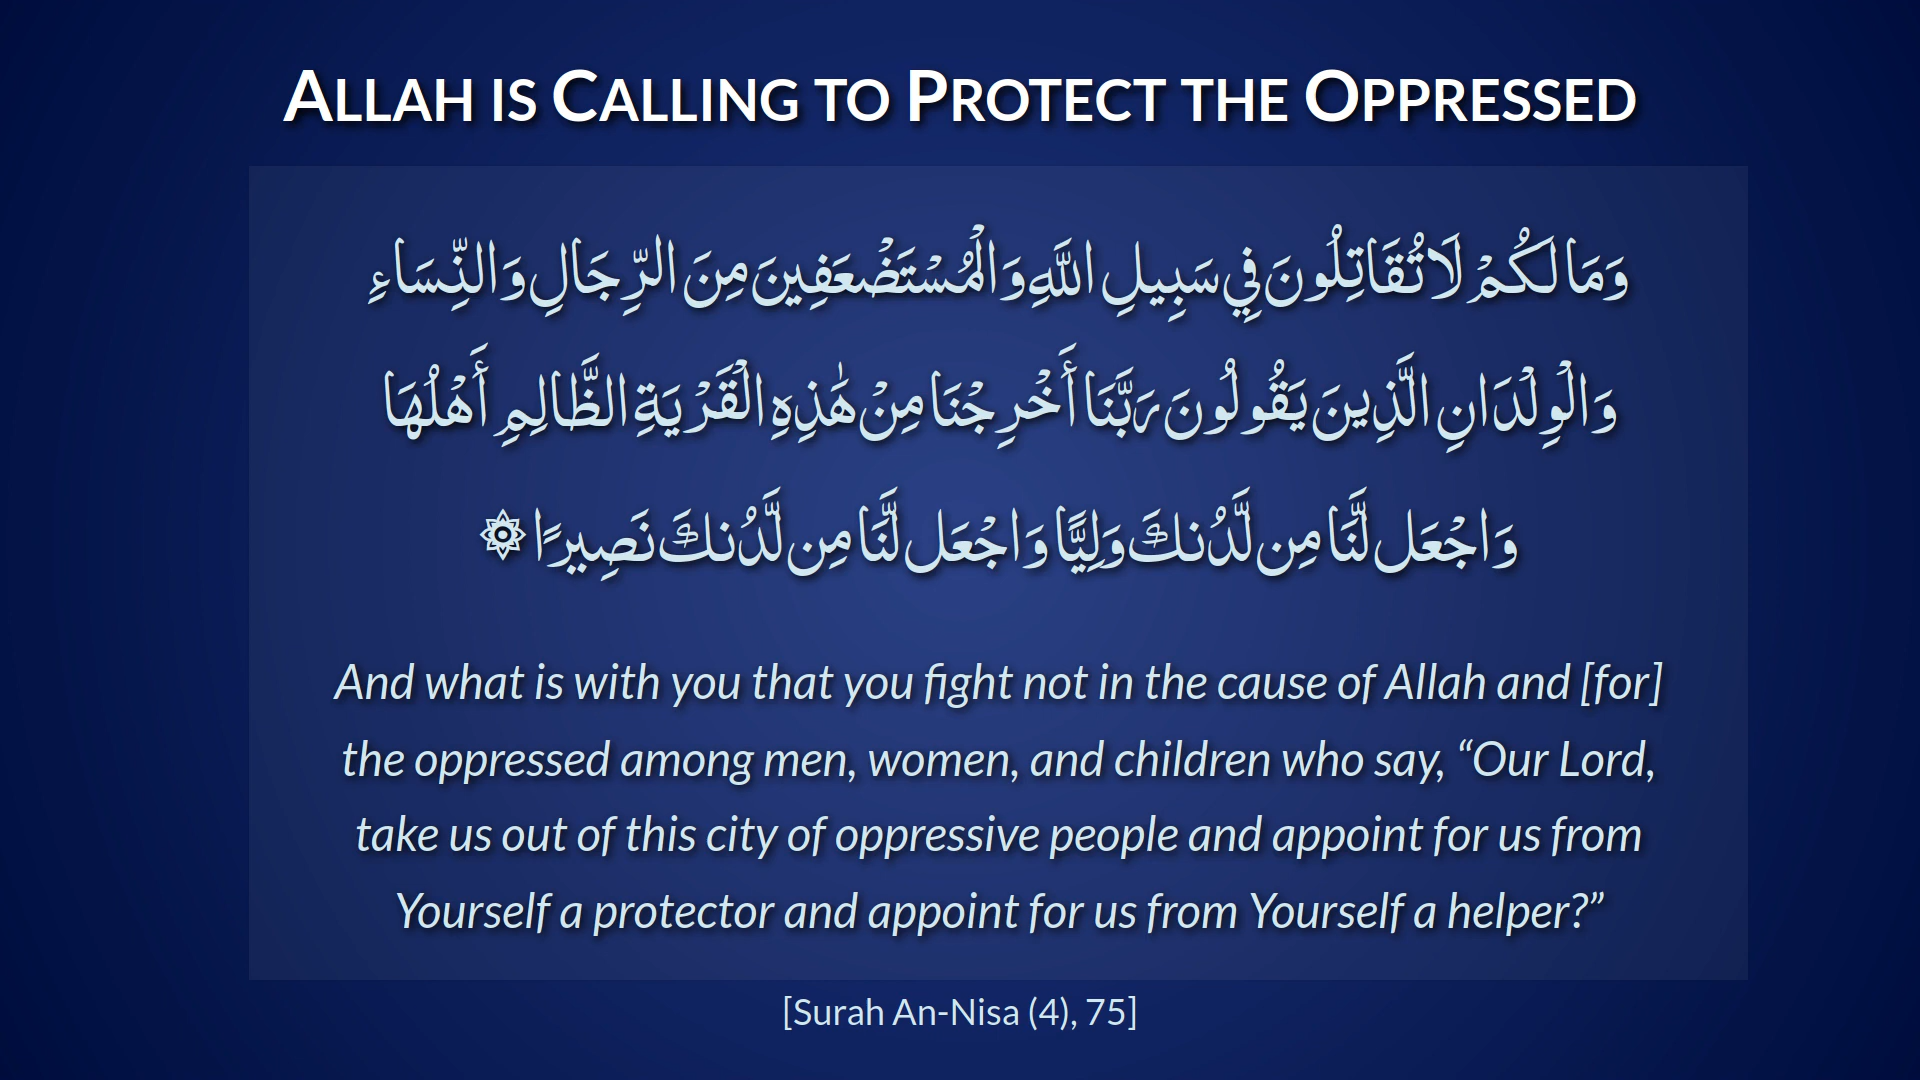 ALLAH IS CALLING TO PROTECT THE OPPRESSED
وَمَا لَكُمْ لَا تُقَاتِلُونَ فِي سَبِيلِ اللَّهِ وَالْمُسْتَضْعَفِينَ مِنَ الرِّجَالِ وَالنِّسَاءِ
وَالْوِلْدَانِ الَّذِينَ يَقُولُونَ رَبَّنَا أَخْرِجْنَا مِنْ هَٰذِهِ الْقَرْيَةِ الظَّالِمِ أَهْلُهَا
وَاجْعَل لَّنَا مِن لَّدُنكَ وَلِيًّا وَاجْعَل لَّنَا مِن لَّدُنكَ نَصِيرًا ۞
And what is with you that you fight not in the cause of Allah and [for]
the oppressed among men, women, and children who say, “Our Lord,
take us out of this city of oppressive people and appoint for us from
Yourself a protector and appoint for us from Yourself a helper?”
[Surah An-Nisa (4), 75]